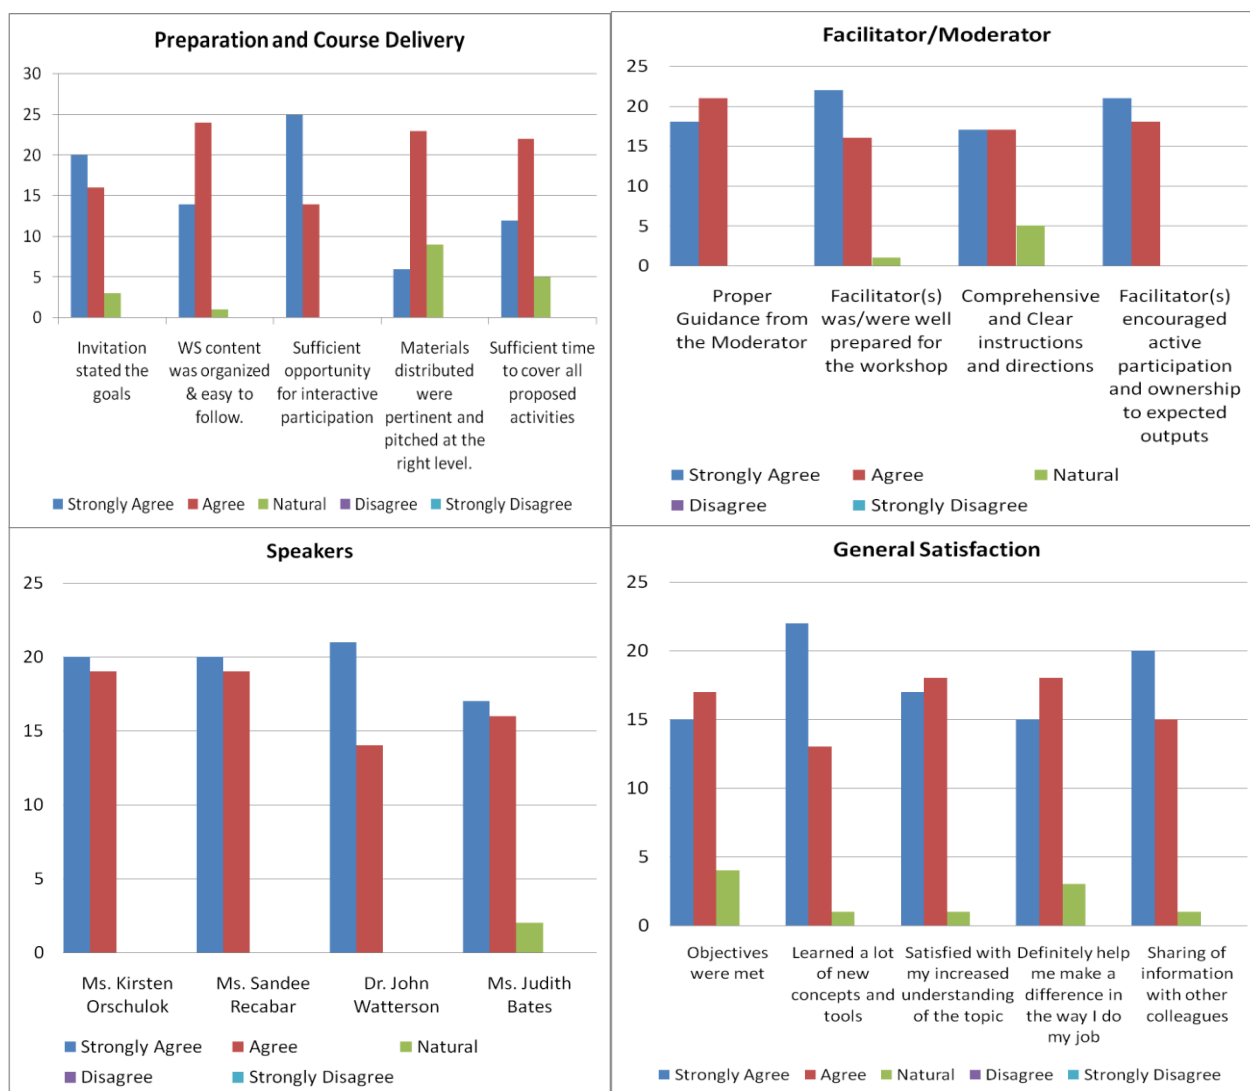 Preparation and Course Delivery
30
25
20
15
10
5
0
Invitation
stated the
goals
WS content
was organized
& easy to
follow.
Sufficient
opportunity
for interactive
participation
Materials
distributed
were
pertinent and
pitched at the
right level.
Sufficient time
to cover all
proposed
activities
Strongly Agree Agree Natural Disagree Strongly Disagree
Facilitator/Moderator
25
20
15
10
5
0
Proper
Guidance from
the Moderator
Facilitator(s)
was/were well
prepared for
the workshop
Comprehensive
and Clear
instructions
and directions
Facilitator(s)
encouraged
active
participation
and ownership
to expected
outputs
Strongly Agree Agree Natural
Disagree Strongly Disagree
Speakers
25
20
15
10
5
0
Ms. Kirsten
Orschulok
Ms. Sandee
Recabar
Dr. John
Watterson
Ms. Judith
Bates
Strongly Agree Agree Natural
Disagree Strongly Disagree
General Satisfaction
25
20
15
10
5
0
Objectives
were met
Learned a lot
of new
concepts and
tools
Satisfied with
my increased
understanding
of the topic
Definitely help
me make a
difference in
the way I do
my job
Sharing of
information
with other
colleagues
Strongly Agree Agree Natural Disagree Strongly Disagree